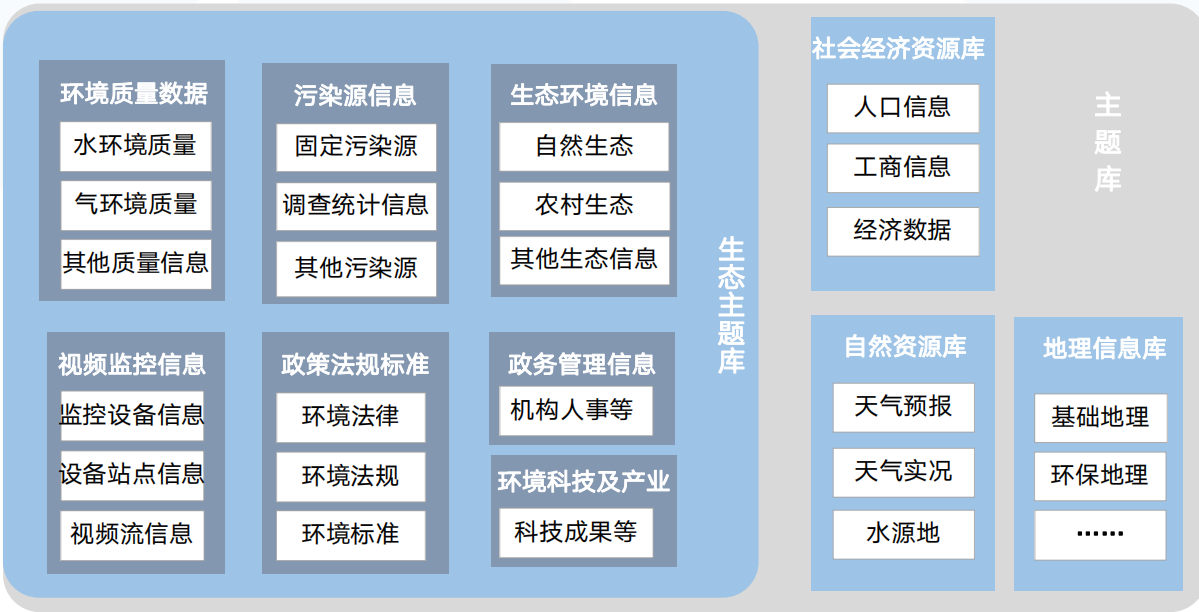 环境质量数据
水环境质量
气环境质量
其他质量信息
污染源信息
固定污染源
调查统计信息
其他污染源
生态环境信息
自然生态
农村生态
其他生态信息
视频监控信息
监控设备信息
设备站点信息
视频流信息
政策法规标准
环境法律
环境法规
环境标准
政务管理信息
机构人事等
环境科技及产业
科技成果等
生态主题库
社会经济资源库
人口信息
工商信息
经济数据
主题库
自然资源库
天气预报
天气实况
水源地
地理信息库
基础地理
环保地理
······